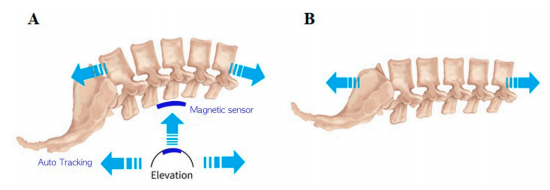 A
B
Magnetic sensor
Auto Tracking
Elevation